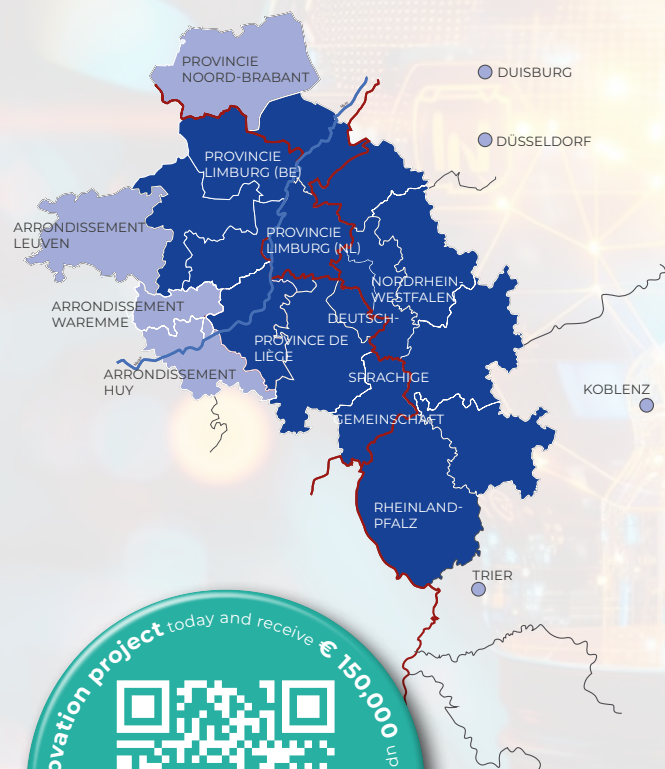 PROVINCIE
NOORD-BRABANT
DUISBURG
DÜSSELDORF
PROVINCIE
LIMBURG (BE)
ARRONDISSEMENT
LEUVEN
PROVINCIE
LIMBURG (NL)
NORDRHEIN-
WESTFALEN
ARRONDISSEMENT
WAREMME
DEUTSCH-
PROVINCE DE
LIÈGE
ARRONDISSEMENT
HUY
SPRACHIGE
KOBLENZ
GEMEINSCHAFT
RHEINLAND-
PFALZ
TRIER
ovation project today and receive € 150,000 up